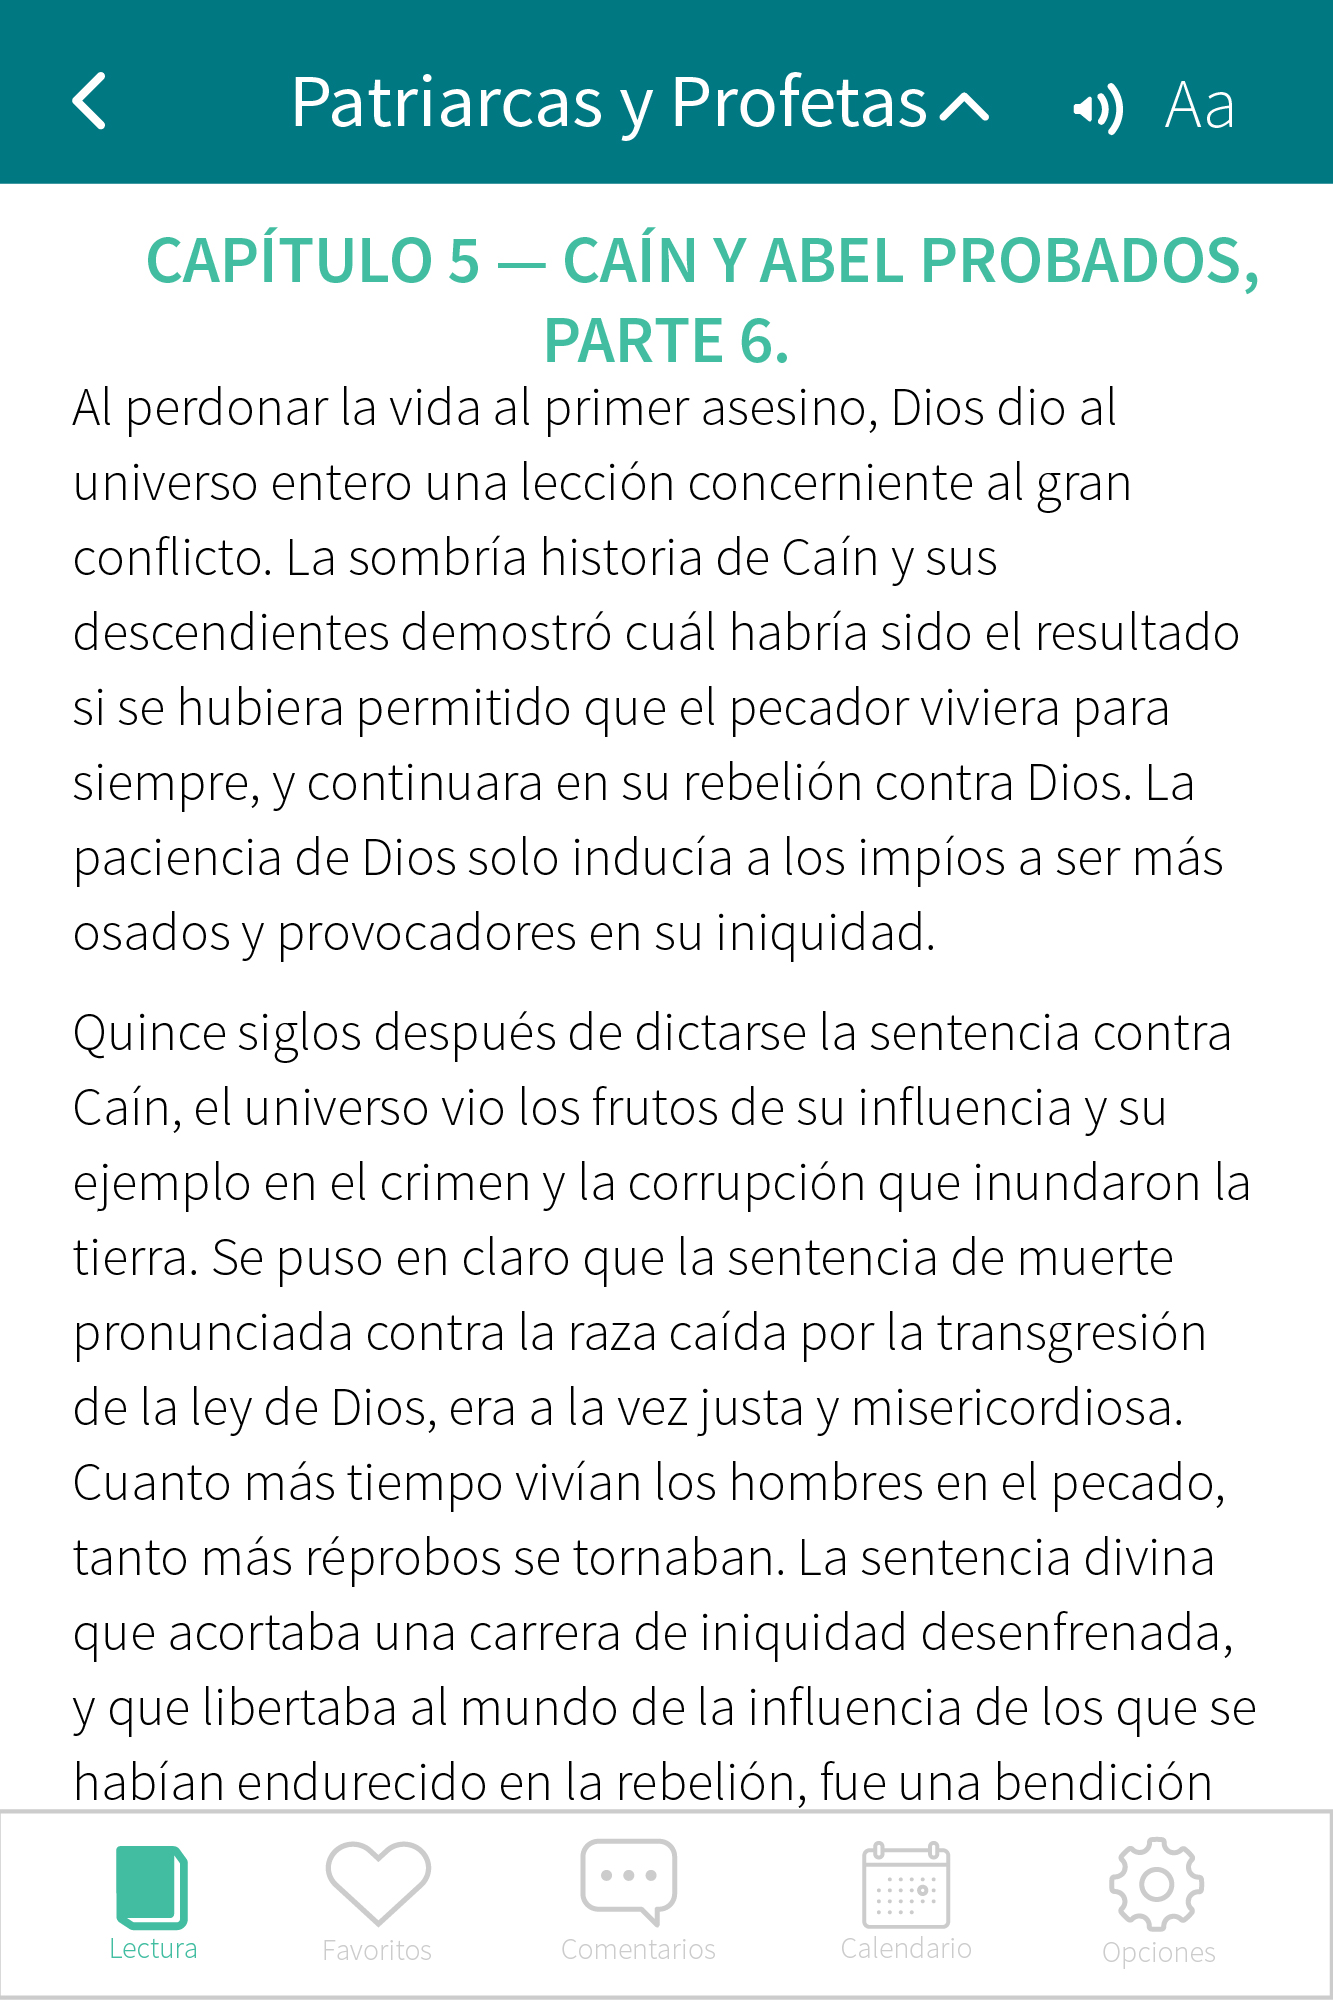 Patriarcas y Profetas
Aa
CAPÍTULO 5 — CAÍN Y ABEL PROBADOS,
PARTE 6.
Al perdonar la vida al primer asesino, Dios dio al
universo entero una lección concerniente al gran
conflicto. La sombría historia de Caín y sus
descendientes demostró cuál habría sido el resultado
si se hubiera permitido que el pecador viviera para
siempre, y continuara en su rebelión contra Dios. La
paciencia de Dios solo inducía a los impíos a ser más
osados y provocadores en su iniquidad.
Quince siglos después de dictarse la sentencia contra
Caín, el universo vio los frutos de su influencia y su
ejemplo en el crimen y la corrupción que inundaron la
tierra. Se puso en claro que la sentencia de muerte
pronunciada contra la raza caída por la transgresión
de la ley de Dios, era a la vez justa y misericordiosa.
Cuanto más tiempo vivían los hombres en el pecado,
tanto más réprobos se tornaban. La sentencia divina
que acortaba una carrera de iniquidad desenfrenada,
y que libertaba al mundo de la influencia de los que se
habían endurecido en la rebelión, fue una bendición
Lectura
Favoritos
Comentarios
Calendario
Opciones